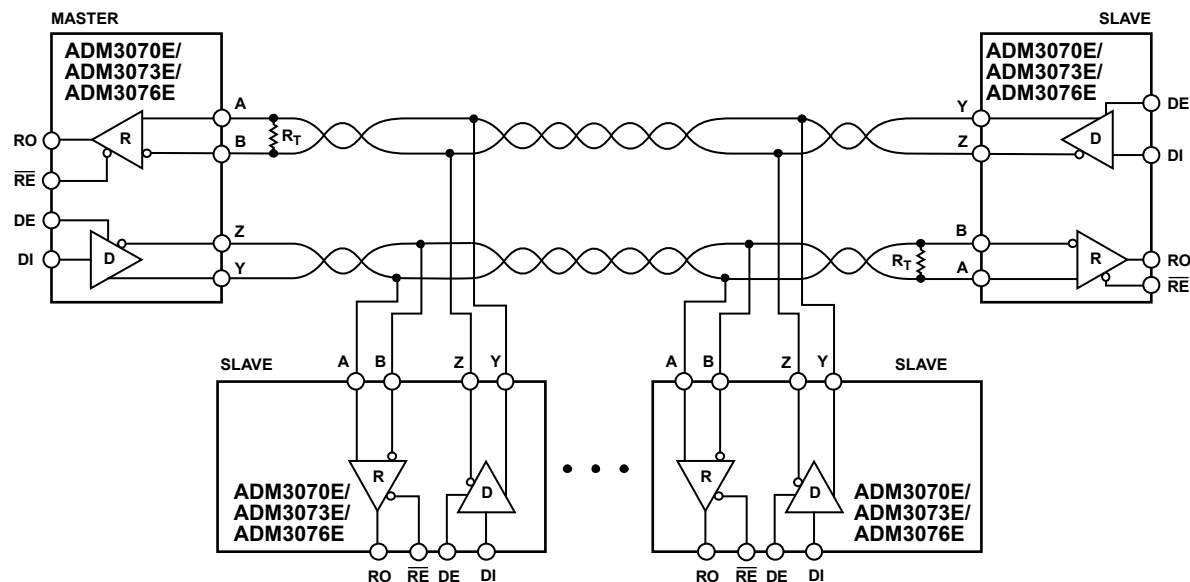 MASTER
SLAVE
ADM3070E/
ADM3073E/
ADM3076E
ADM3070E/
ADM3073E/
ADM3076E
A
B
RT
R
RO
RE
DE
DI
D
Z
Y
Y
Z
DE
DI
D
B
A
RT
R
RO
RE
SLAVE
A
B
Z
Y
R
D
ADM3070E/
ADM3073E/
ADM3076E
RO
RE
DE
DI
• • •
A
B
Z
Y
SLAVE
R
D
ADM3070E/
ADM3073E/
ADM3076E
RO
RE
DE
DI